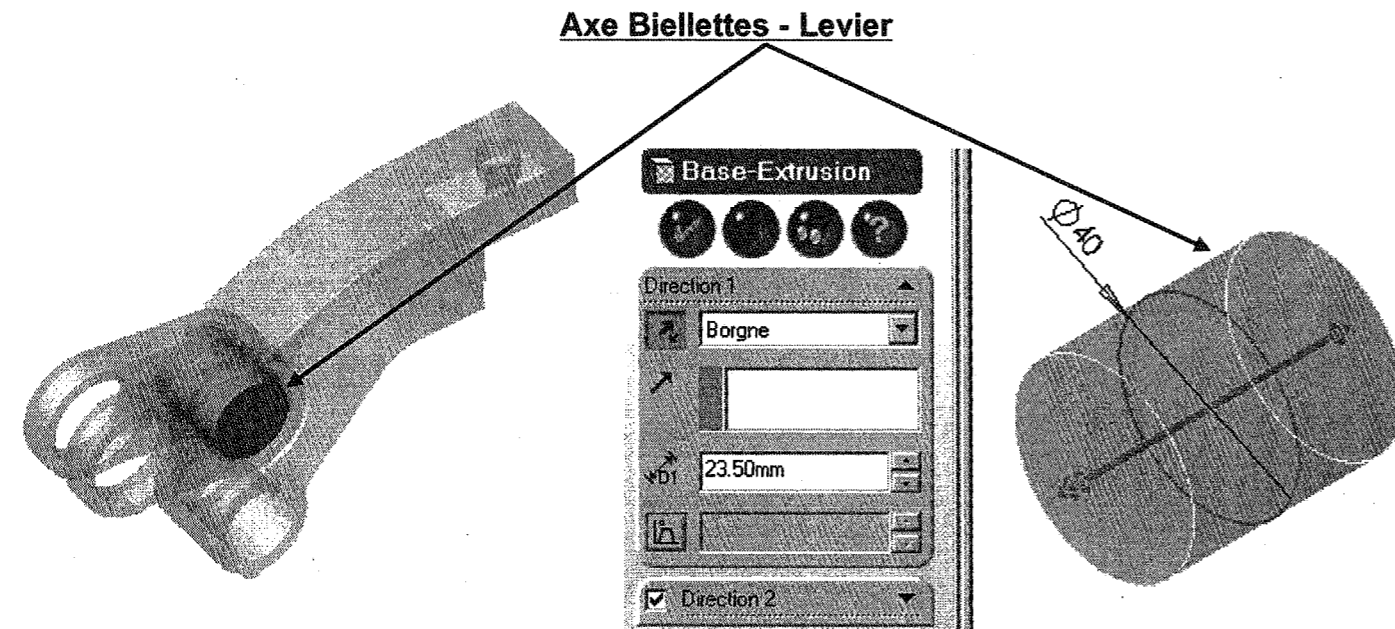 Axe Biellettes - Levier
Base-Extrusion
?
Direction 1
Borgne
D1
23.50mm
Direction 2
Ø40